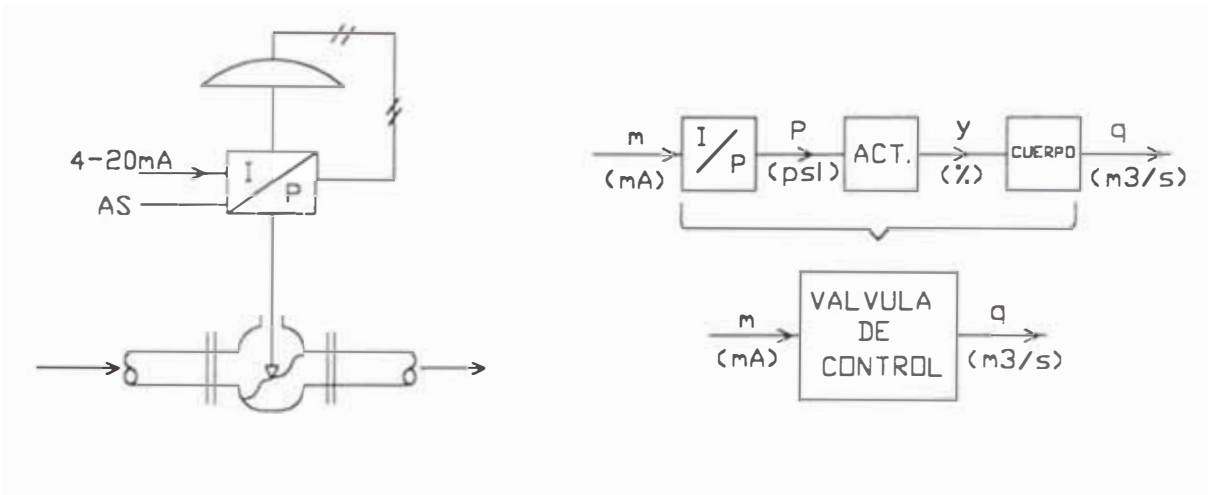 4-20mA
I
P
AS
m
(mA)
I/P
P
(psI)
ACT.
y
(%)
CUERPO
q
(m3/s)
m
(mA)
VALVULA
DE
CONTROL
q
(m3/s)